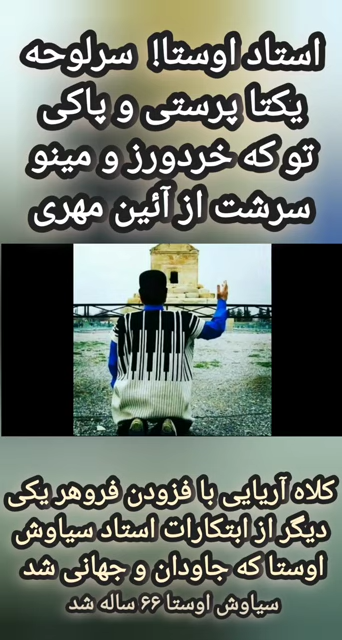 استاد اوستا!  سرلوحه
یکتا پرستی و پاکی
تو که خردورز و مینو
سرشت از آئین مهری
کلاه آریایی با فزودن فروهر یکی
دیگر از ابتکارات استاد سیاوش
اوستا که جاودان و جهانی شد
سیاوش اوستا ۶۶ ساله شد